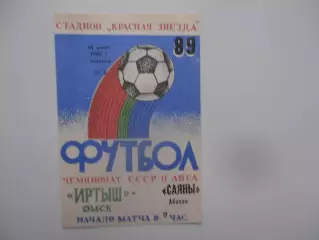 СТАДИОН „КРАСНАЯ ЗВЕЗДА"
89
ФУТБОЛ
ЧЕМПИОНАТ СССР II ЛИГА
«ИРТЫШ»
ОМСК
«САЯНЫ»
Абакан
НАЧАЛО МАТЧА В ЧАС.